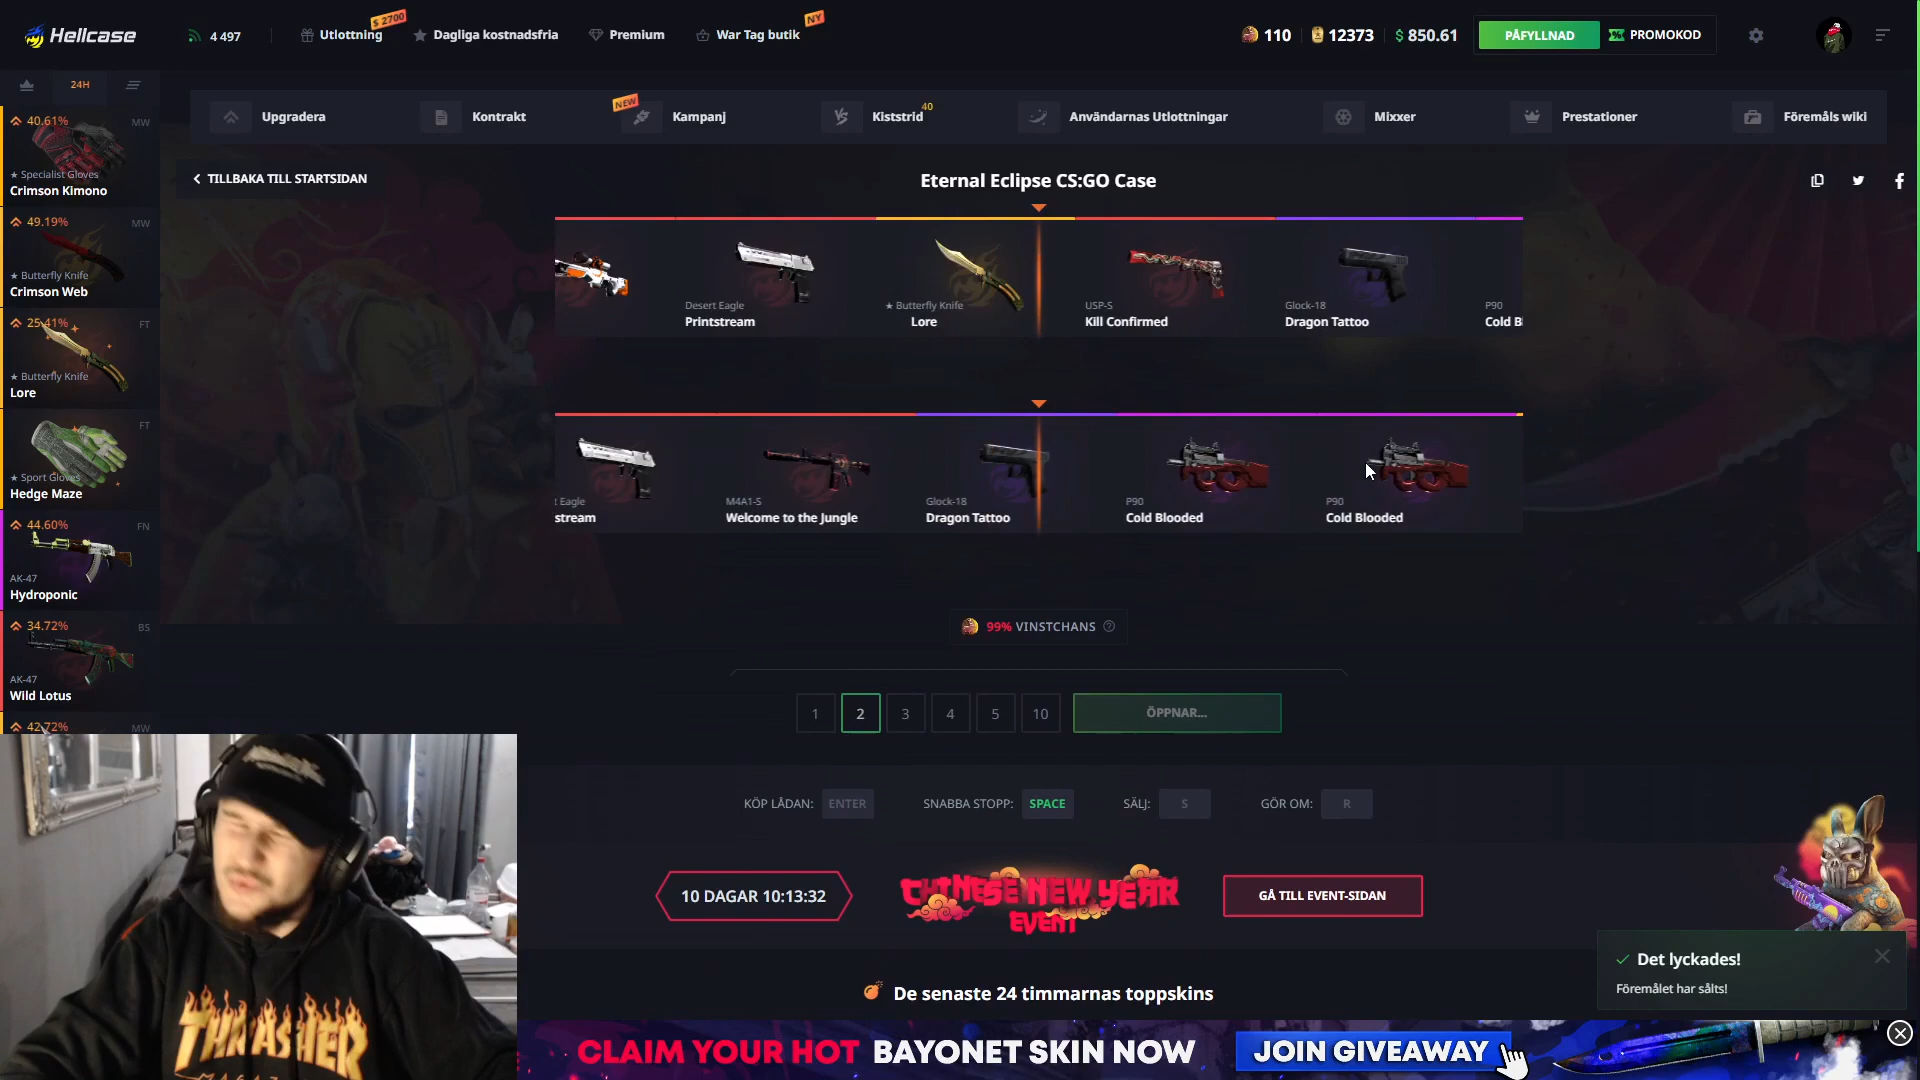 Hellcase
4 497
Utlottning
$ 2700
Dagliga kostnadsfria
Premium
War Tag butik
NY
110
12373
$ 850.61
PÅFYLLNAD
PROMOKOD
24H
Upgradera
Kontrakt
NEW
Kampanj
Kiststrid
40
Användarnas Utlottningar
Mixxer
Prestationer
Föremåls wiki
40.61%
MW
★ Specialist Gloves
Crimson Kimono
49.19%
MW
★ Butterfly Knife
Crimson Web
25.41%
FT
★ Butterfly Knife
Lore
FT
★ Sport Gloves
Hedge Maze
44.60%
FN
AK-47
Hydroponic
34.72%
BS
AK-47
Wild Lotus
42.72%
MW
TILLBAKA TILL STARTSIDAN
Eternal Eclipse CS:GO Case
Desert Eagle
Printstream
★ Butterfly Knife
Lore
USP-S
Kill Confirmed
Glock-18
Dragon Tattoo
P90
Cold B
t Eagle
stream
M4A1-S
Welcome to the Jungle
Glock-18
Dragon Tattoo
P90
Cold Blooded
P90
Cold Blooded
99% VINSTCHANS
1
2
3
4
5
10
ÖPPNAR...
KÖP LÅDAN: ENTER
SNABBA STOPP: SPACE
SÄLJ: S
GÖR OM: R
10 DAGAR 10:13:32
CHINESE NEW YEAR
EVENT
GÅ TILL EVENT-SIDAN
De senaste 24 timmarnas toppskins
Det lyckades!
Föremålet har sålts!
CLAIM YOUR HOT BAYONET SKIN NOW
JOIN GIVEAWAY
THRASHER